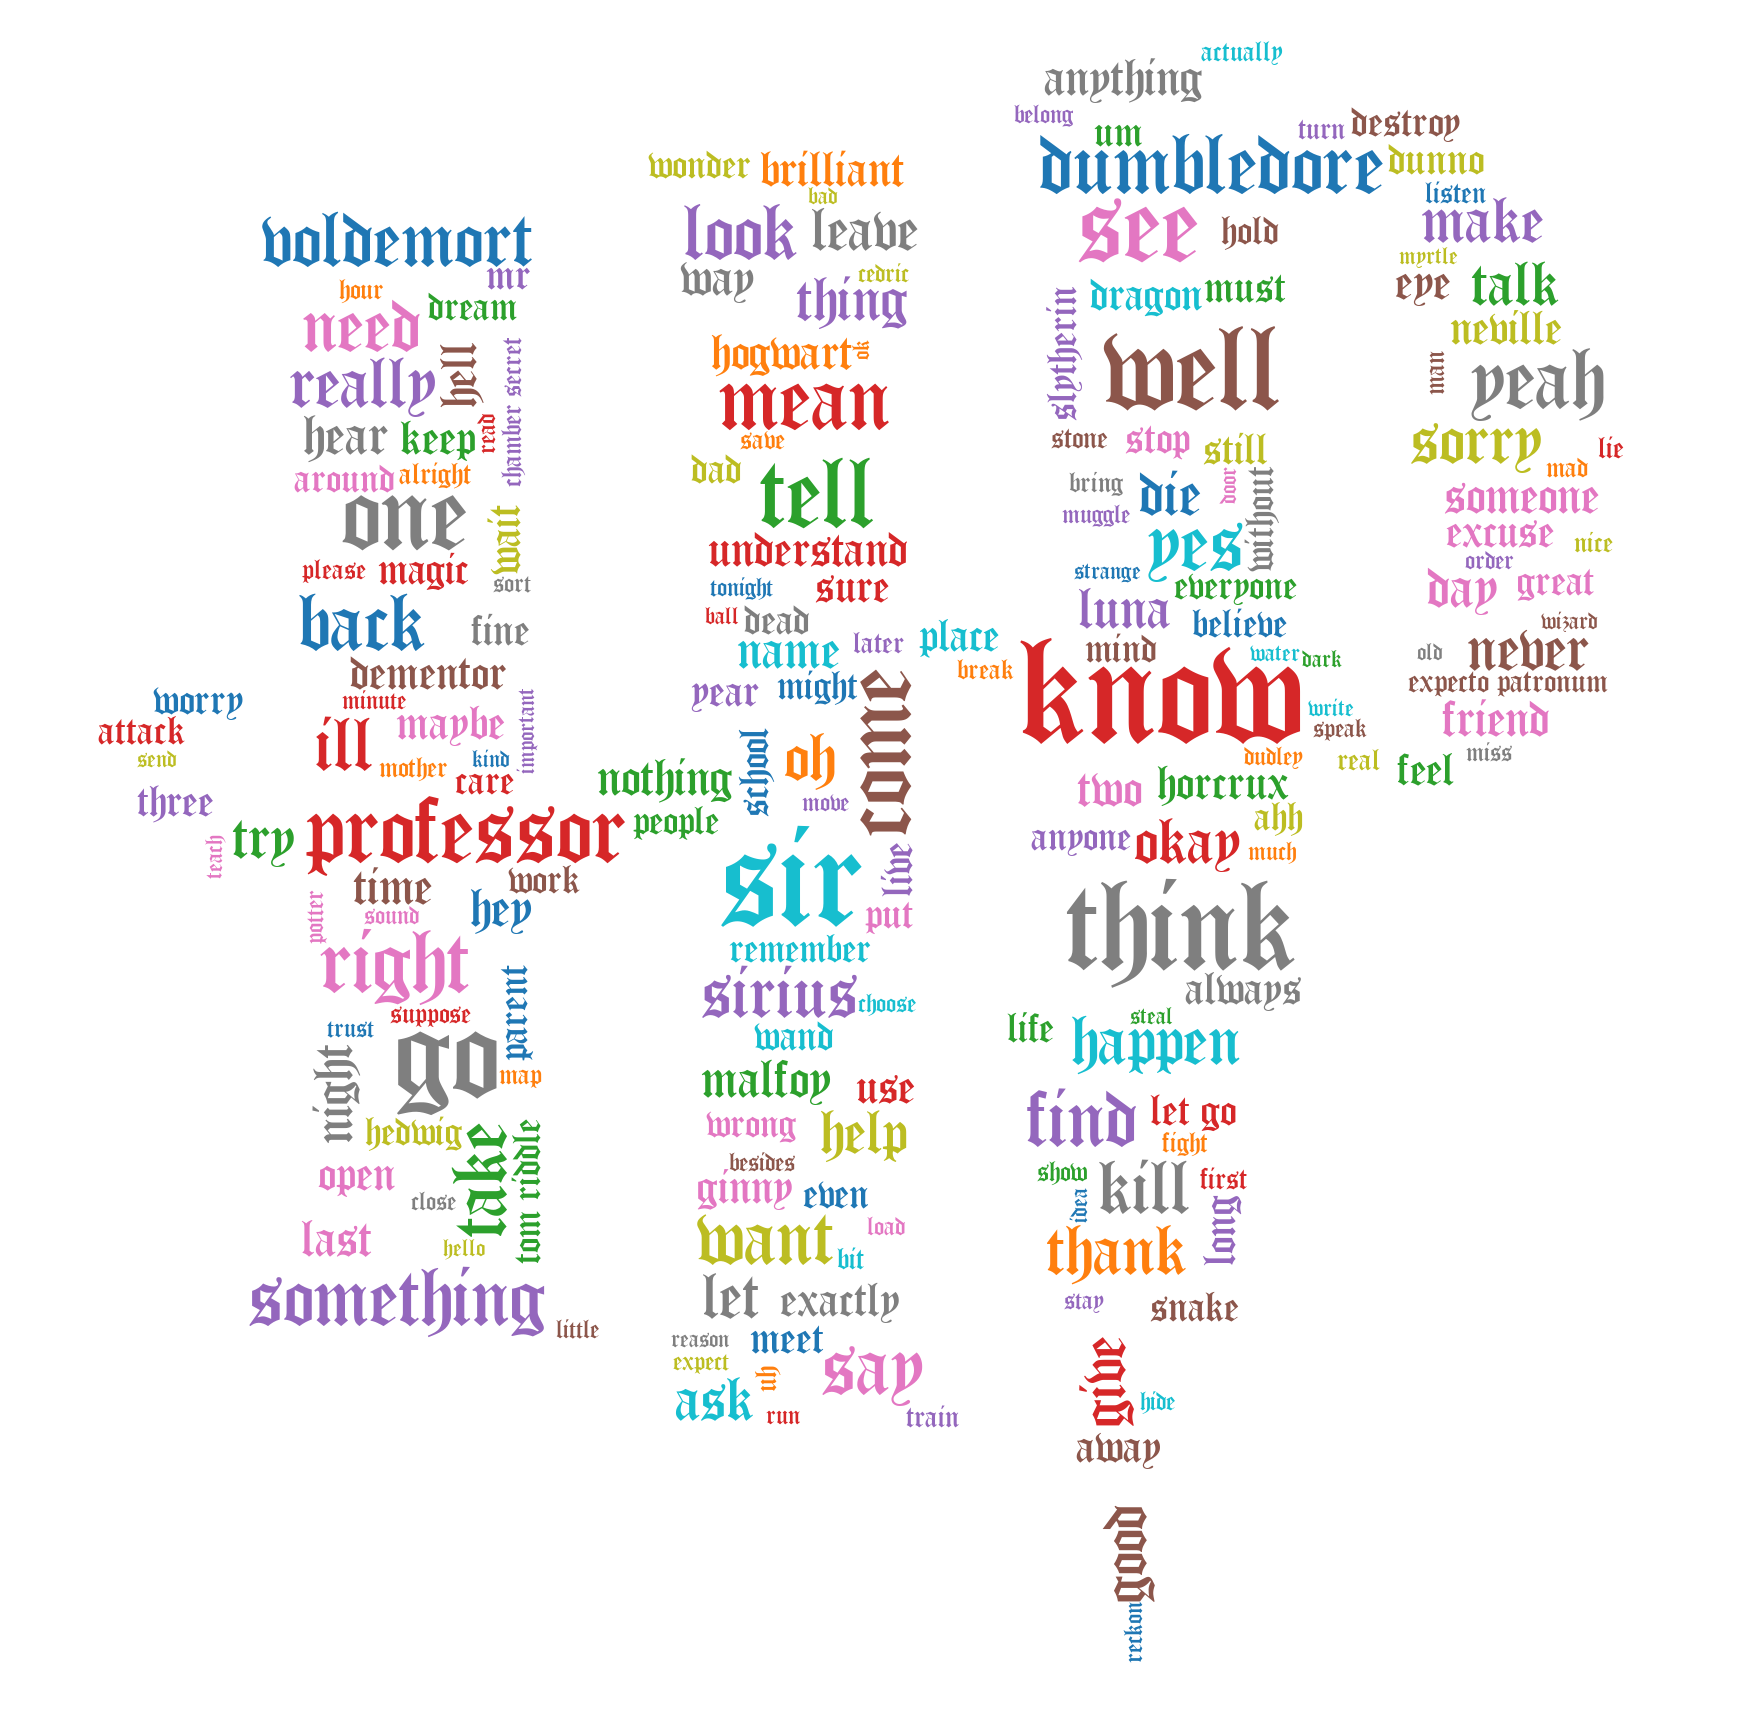 voldemort
mr
hour
dream
need
hell
chamber secret
really
hear
keep
read
around
alright
one
wait
please
magic
sort
back
fine
dementor
worry
minute
important
attack
ill
maybe
send
mother
kind
care
three
teach
try
professor
time
work
potter
sound
hey
right
parent
suppose
trust
night
go
map
hedwig
take
tom riddle
open
close
last
hello
something
little
wonder
brilliant
bad
look
leave
way
cedric
thing
hogwart
ok
mean
save
dad
tell
understand
tonight
sure
ball
dead
name
later
place
break
year
might
come
school
oh
nothing
move
people
sir
live
put
remember
sirius
choose
wand
malfoy
use
wrong
help
besides
ginny
even
want
load
bit
let
exactly
reason
meet
expect
uh
say
ask
run
train
actually
anything
belong
um
turn
destroy
dumbledore
dunno
listen
see
hold
make
myrtle
slytherin
dragon
must
eye
talk
neville
well
man
yeah
stone
stop
still
sorry
lie
mad
bring
die
door
without
someone
muggle
yes
excuse
nice
strange
order
everyone
day
great
luna
believe
wizard
mind
water
dark
old
never
know
expecto patronum
write
friend
speak
dudley
real
feel
miss
two
horcrux
ahh
anyone
okay
much
think
always
life
steal
happen
find
let go
fight
show
kill
first
idea
long
thank
stay
snake
give
hide
away
good
reckon